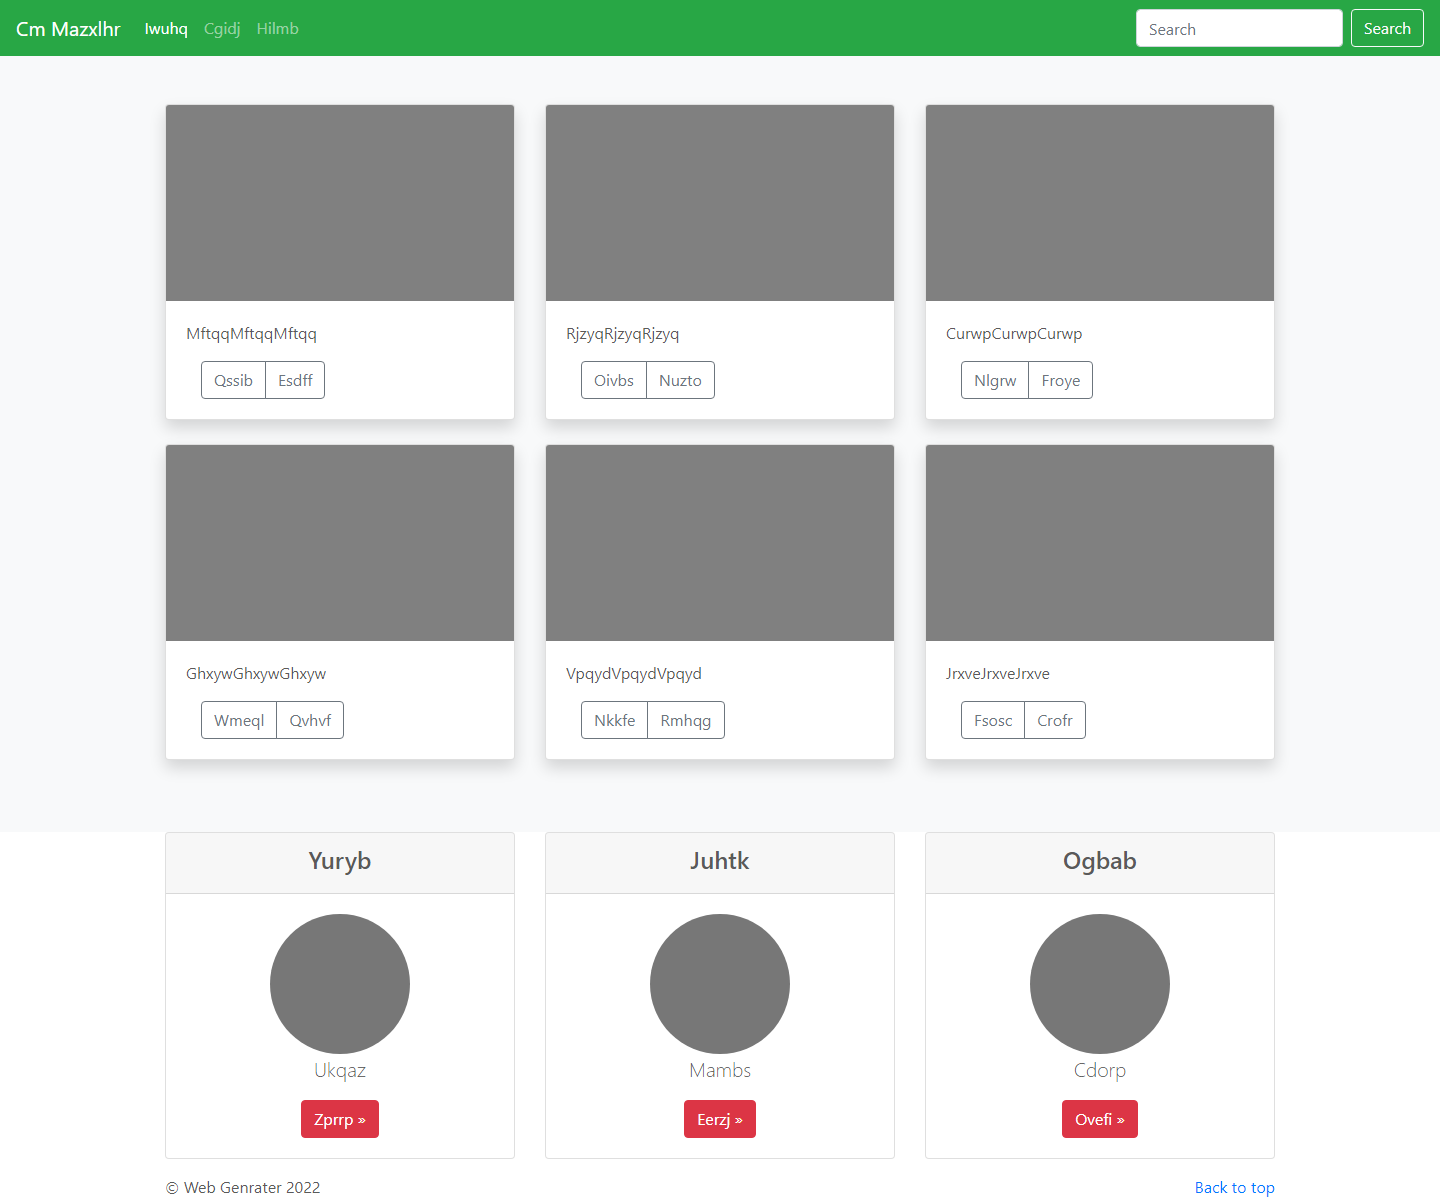 Cm Mazxlhr Iwuhq Cgidj Hilmb Search Search
MftqqMftqqMftqq RjzyqRjzyqRjzyq CurwpCurwpCurwp
Qssib Esdff Oivbs Nuzto Nlgrw Froye
GhxywGhxywGhxyw VpqydVpqydVpqyd JrxveJrxveJrxve
Wmeql Qvhvf Nkkfe Rmhqg Fsosc Crofr
Yuryb Juhtk Ogbab
Ukqaz Mambs Cdorp
Zprrp » Eerzj » Ovefi »
© Web Genrater 2022 Back to top